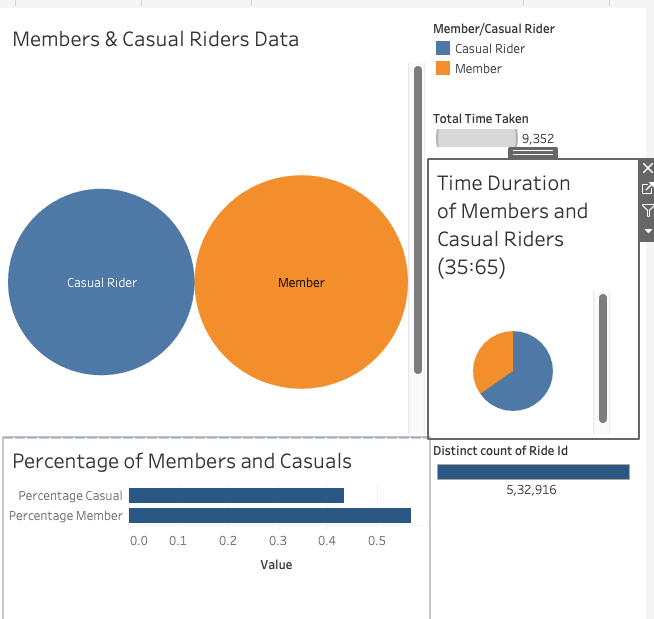 Members & Casual Riders Data
Casual Rider
Member
Member/Casual Rider
Casual Rider
Member
Total Time Taken
9,352
Time Duration
of Members and
Casual Riders
(35:65)
Percentage of Members and Casuals
Percentage Casual
Percentage Member
0.0 0.1 0.2 0.3 0.4 0.5
Value
Distinct count of Ride Id
5,32,916